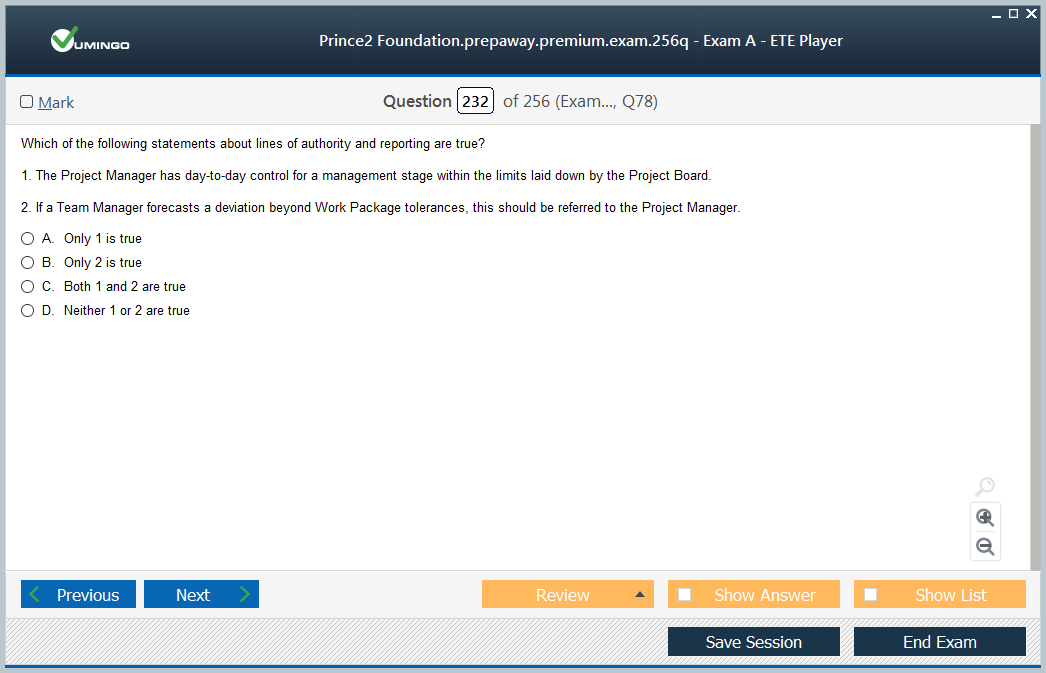 VUMINGO
Prince2 Foundation.prepaway.premium.exam.256q - Exam A - ETE Player
Mark
Question 232 of 256 (Exam..., Q78)
Which of the following statements about lines of authority and reporting are true?
1. The Project Manager has day-to-day control for a management stage within the limits laid down by the Project Board.
2. If a Team Manager forecasts a deviation beyond Work Package tolerances, this should be referred to the Project Manager.
A. Only 1 is true
B. Only 2 is true
C. Both 1 and 2 are true
D. Neither 1 or 2 are true
Previous Next Review Show Answer Show List
Save Session End Exam